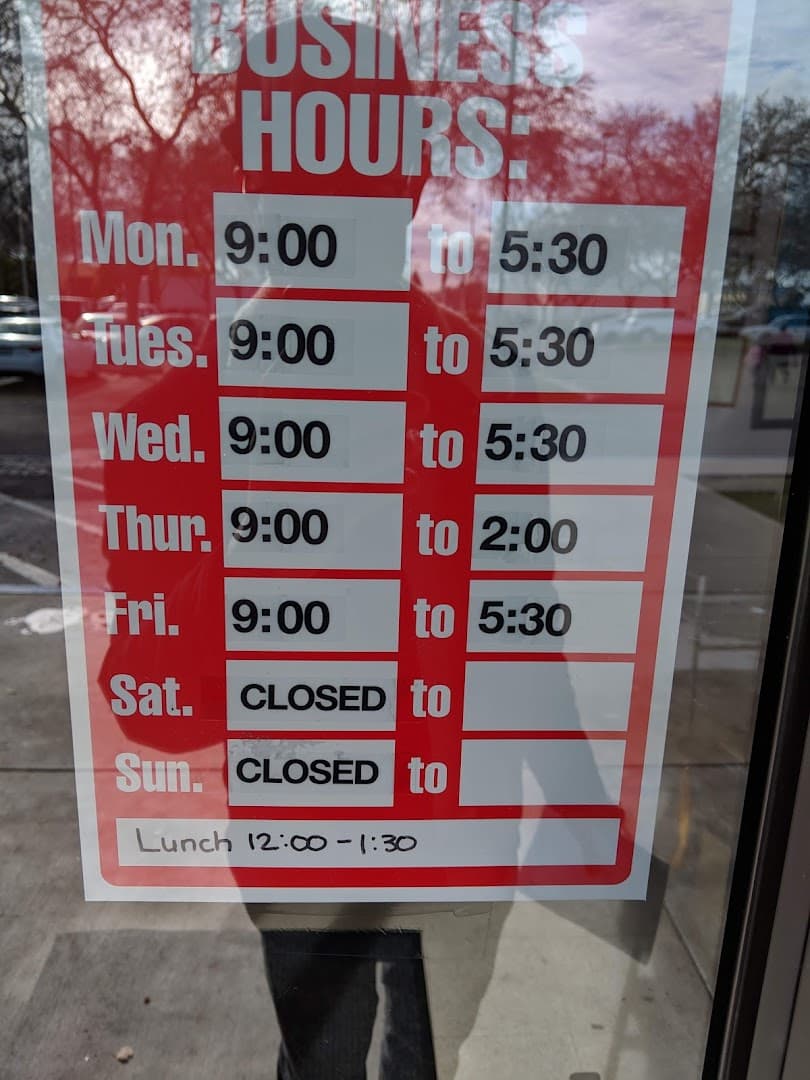 BUSINESS
HOURS:
Mon. 9:00 to 5:30
Tues. 9:00 to 5:30
Wed. 9:00 to 5:30
Thur. 9:00 to 2:00
Fri. 9:00 to 5:30
Sat. CLOSED to
Sun. CLOSED to
Lunch 12:00 - 1:30